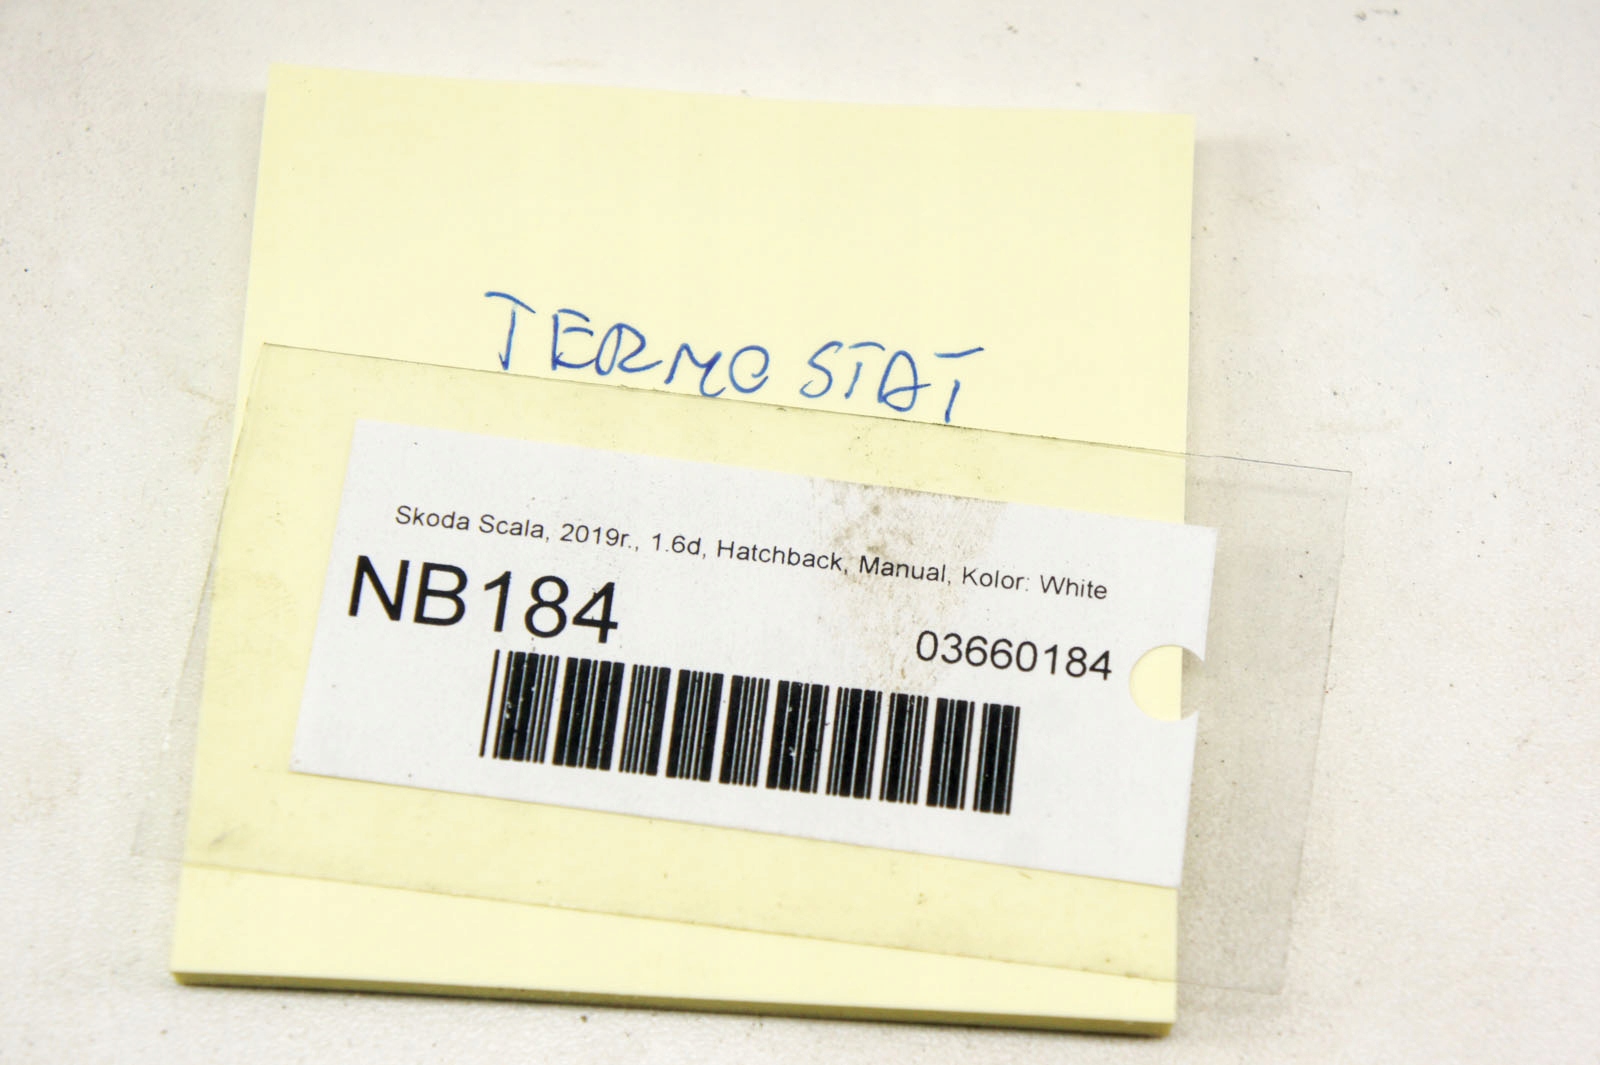 TERMOSTAT
Skoda Scala, 2019r., 1.6d, Hatchback, Manual, Kolor: White
NB184
03660184